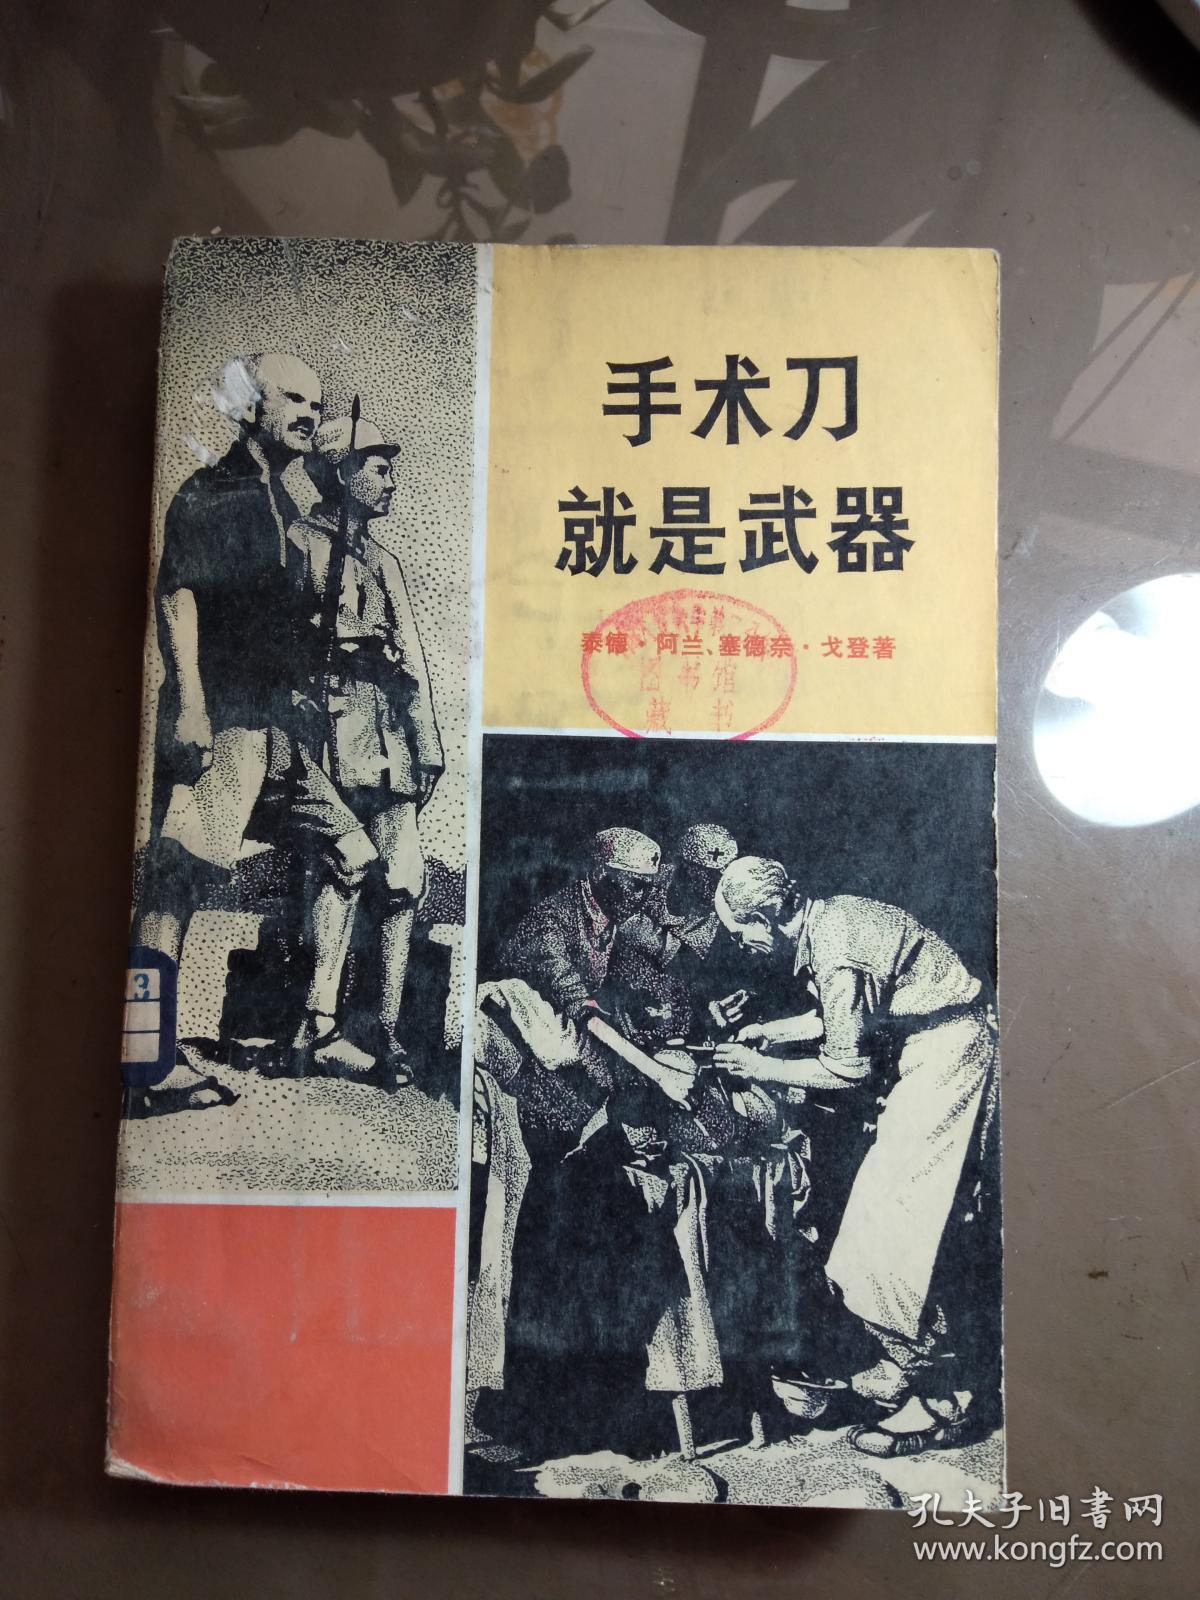 手术刀
就是武器
泰德·阿兰、塞德奈·戈登著
图书馆
藏书
3
孔夫子旧书网
www.kongfz.com